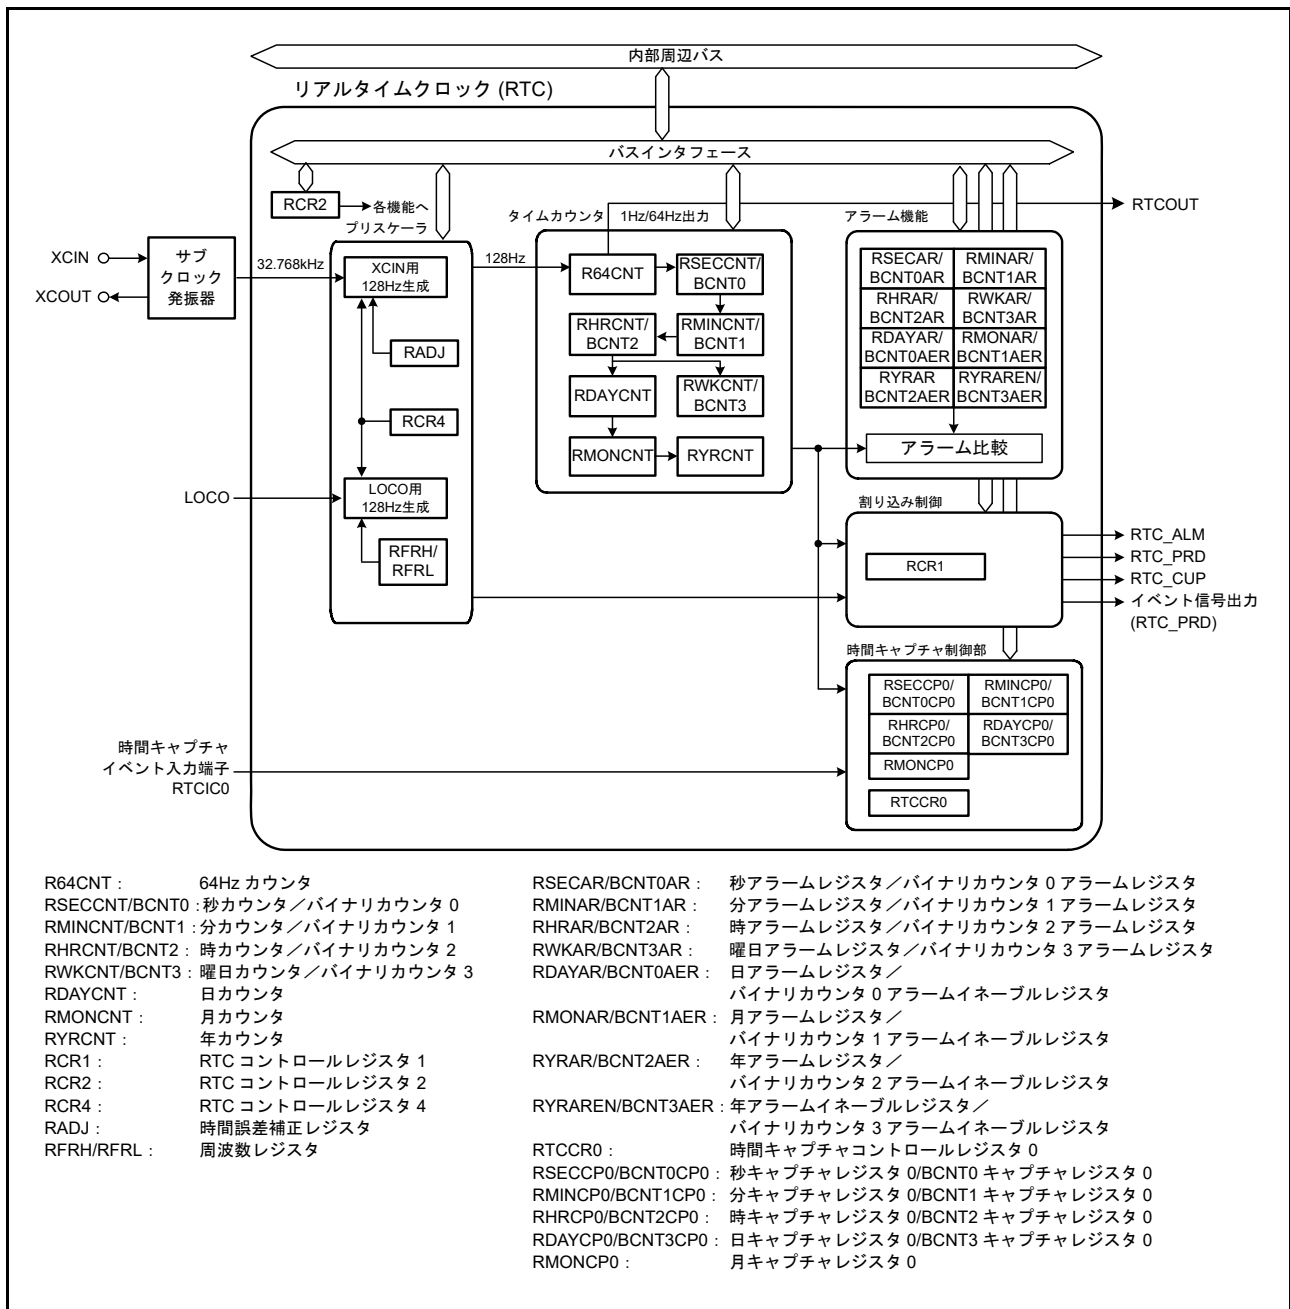 内部周辺バス
リアルタイムクロック (RTC)
バスインタフェース
RCR2
各機能へ
プリスケーラ
タイムカウンタ
1Hz/64Hz出力
アラーム機能
RTCOUT
XCIN
XCOUT
サブ
クロック
発振器
32.768kHz
XCIN用
128Hz生成
128Hz
RADJ
RCR4
LOCO
LOCO用
128Hz生成
RFRH/
RFRL
R64CNT
RSECCNT/
BCNT0
RHRCNT/
BCNT2
RMINCNT/
BCNT1
RDAYCNT
RWKCNT/
BCNT3
RMONCNT
RYRCNT
RSECAR/
BCNT0AR
RMINAR/
BCNT1AR
RHRAR/
BCNT2AR
RWKAR/
BCNT3AR
RDAYAR/
BCNT0AER
RMONAR/
BCNT1AER
RYRAR
BCNT2AER
RYRAREN/
BCNT3AER
アラーム比較
割り込み制御
RCR1
RTC_ALM
RTC_PRD
RTC_CUP
イベント信号出力
(RTC_PRD)
時間キャプチャ制御部
RSECCP0/
BCNT0CP0
RMINCP0/
BCNT1CP0
RHRCP0/
BCNT2CP0
RDAYCP0/
BCNT3CP0
RMONCP0
RTCCR0
時間キャプチャ
イベント入力端子
RTCIC0
R64CNT : 64Hz カウンタ
RSECCNT/BCNT0 : 秒カウンタ／バイナリカウンタ 0
RMINCNT/BCNT1 : 分カウンタ／バイナリカウンタ 1
RHRCNT/BCNT2 : 時カウンタ／バイナリカウンタ 2
RWKCNT/BCNT3 : 曜日カウンタ／バイナリカウンタ 3
RDAYCNT : 日カウンタ
RMONCNT : 月カウンタ
RYRCNT : 年カウンタ
RCR1 : RTC コントロールレジスタ 1
RCR2 : RTC コントロールレジスタ 2
RCR4 : RTC コントロールレジスタ 4
RADJ : 時間誤差補正レジスタ
RFRH/RFRL : 周波数レジスタ
RSECAR/BCNT0AR : 秒アラームレジスタ／バイナリカウンタ 0 アラームレジスタ
RMINAR/BCNT1AR : 分アラームレジスタ／バイナリカウンタ 1 アラームレジスタ
RHRAR/BCNT2AR : 時アラームレジスタ／バイナリカウンタ 2 アラームレジスタ
RWKAR/BCNT3AR : 曜日アラームレジスタ／バイナリカウンタ 3 アラームレジスタ
RDAYAR/BCNT0AER : 日アラームレジスタ／
バイナリカウンタ 0 アラームイネーブルレジスタ
RMONAR/BCNT1AER : 月アラームレジスタ／
バイナリカウンタ 1 アラームイネーブルレジスタ
RYRAR/BCNT2AER : 年アラームレジスタ／
バイナリカウンタ 2 アラームイネーブルレジスタ
RYRAREN/BCNT3AER : 年アラームイネーブルレジスタ／
バイナリカウンタ 3 アラームイネーブルレジスタ
RTCCR0 : 時間キャプチャコントロールレジスタ 0
RSECCP0/BCNT0CP0 : 秒キャプチャレジスタ 0/BCNT0 キャプチャレジスタ 0
RMINCP0/BCNT1CP0 : 分キャプチャレジスタ 0/BCNT1 キャプチャレジスタ 0
RHRCP0/BCNT2CP0 : 時キャプチャレジスタ 0/BCNT2 キャプチャレジスタ 0
RDAYCP0/BCNT3CP0 : 日キャプチャレジスタ 0/BCNT3 キャプチャレジスタ 0
RMONCP0 : 月キャプチャレジスタ 0